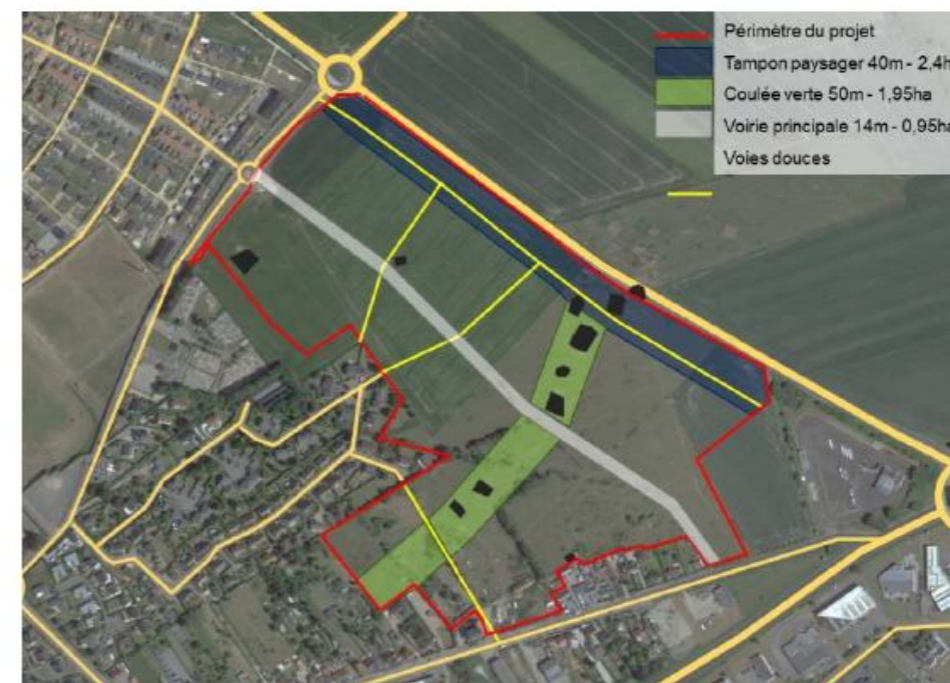 Périmètre du projet
Tampon paysager 40m - 2,4h
Coulée verte 50m - 1,95ha
Voirie principale 14m - 0,95ha
Voies douces